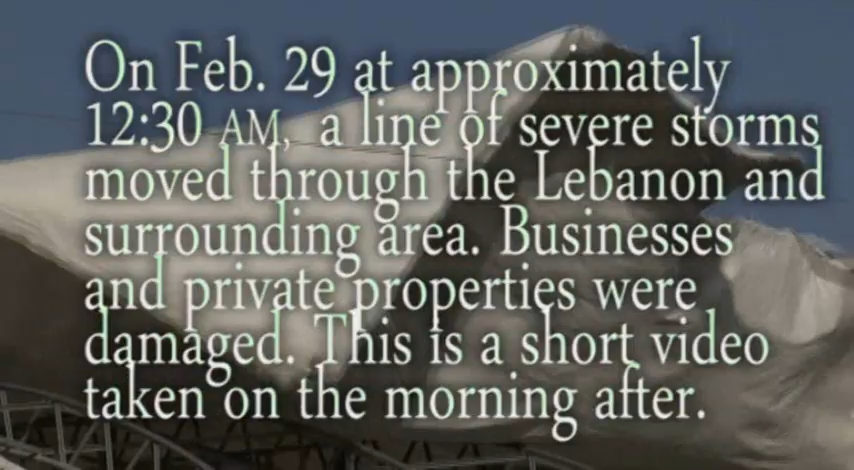 On Feb. 29 at approximately
12:30 AM, a line of severe storms
moved through the Lebanon and
surrounding area. Businesses
and private properties were
damaged. This is a short video
taken on the morning after.